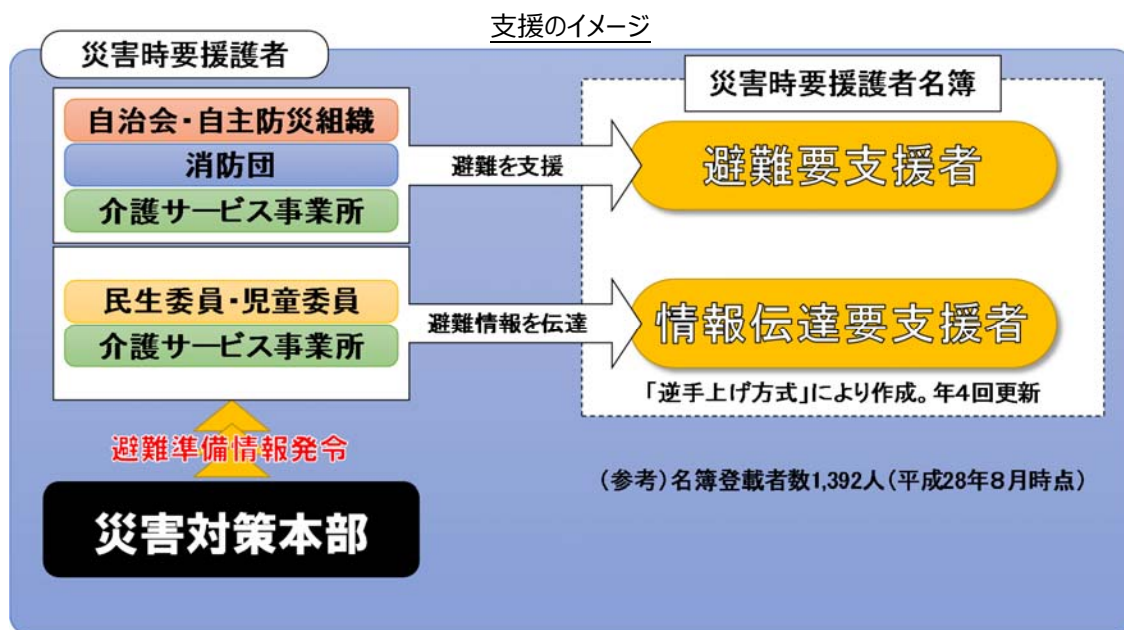 支援のイメージ
災害時要援護者
自治会・自主防災組織
消防団
介護サービス事業所
避難を支援
災害時要援護者名簿
避難要支援者
民生委員・児童委員
介護サービス事業所
避難情報を伝達
情報伝達要支援者
「逆手上げ方式」により作成。年4回更新
避難準備情報発令
災害対策本部
(参考)名簿登載者数1,392人(平成28年8月時点)